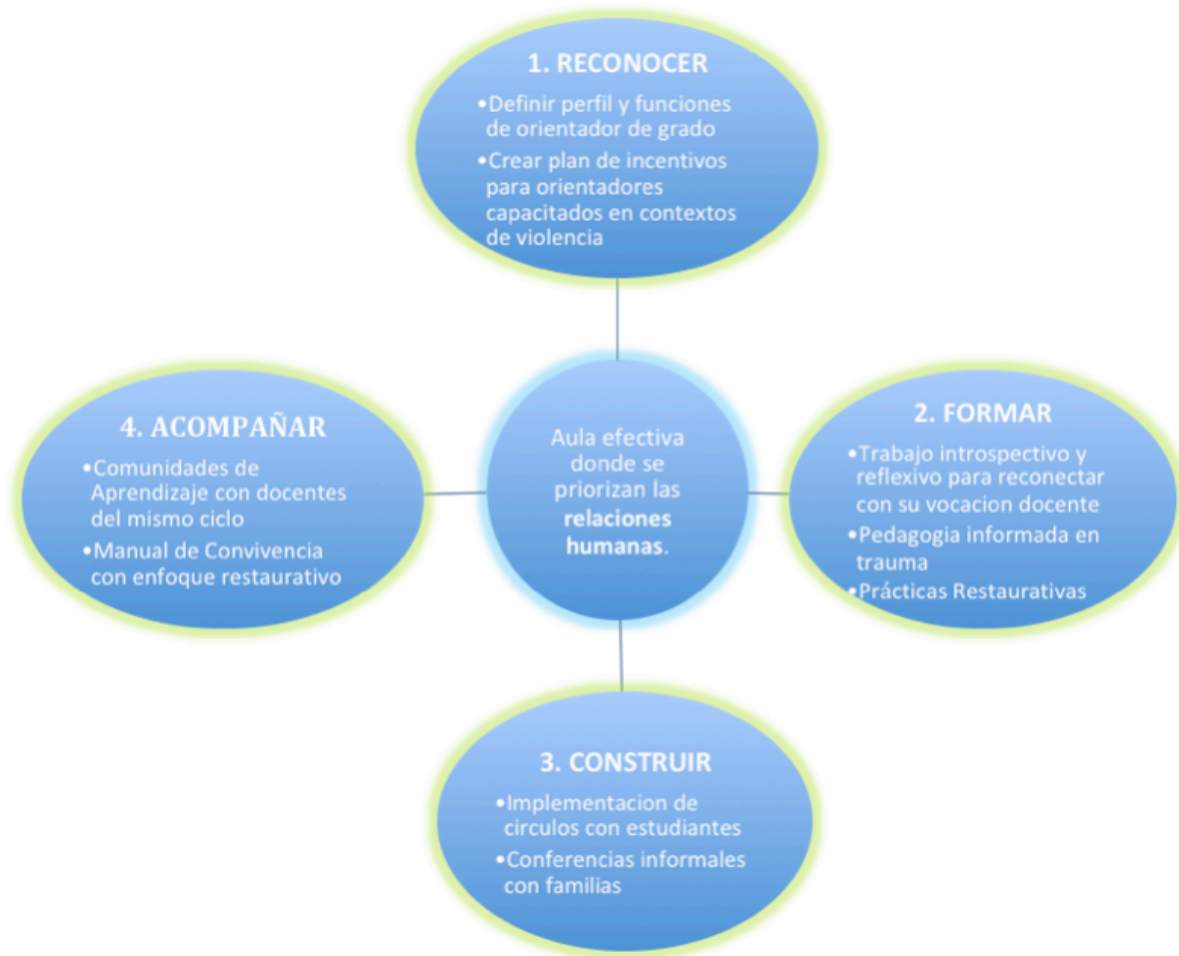 1. RECONOCER
•Definir perfil y funciones
de orientador de grado
•Crear plan de incentivos
para orientadores
capacitados en contextos
de violencia
Aula efectiva
donde se
priorizan las
relaciones
humanas.
2. FORMAR
•Trabajo introspectivo y
reflexivo para reconectar
con su vocacion docente
•Pedagogia informada en
trauma
•Prácticas Restaurativas
3. CONSTRUIR
•Implementacion de
circulos con estudiantes
•Conferencias informales
con familias
4. ACOMPAÑAR
•Comunidades de
Aprendizaje con docentes
del mismo ciclo
•Manual de Convivencia
con enfoque restaurativo